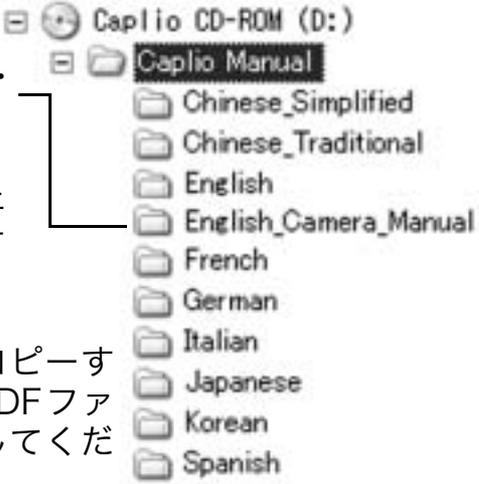 Caplio CD-ROM (D:)
Caplio Manual
Chinese_Simplified
Chinese_Traditional
English
English_Camera_Manual
French
German
Italian
Japanese
Korean
Spanish
ピーす
DFファ
してくだ